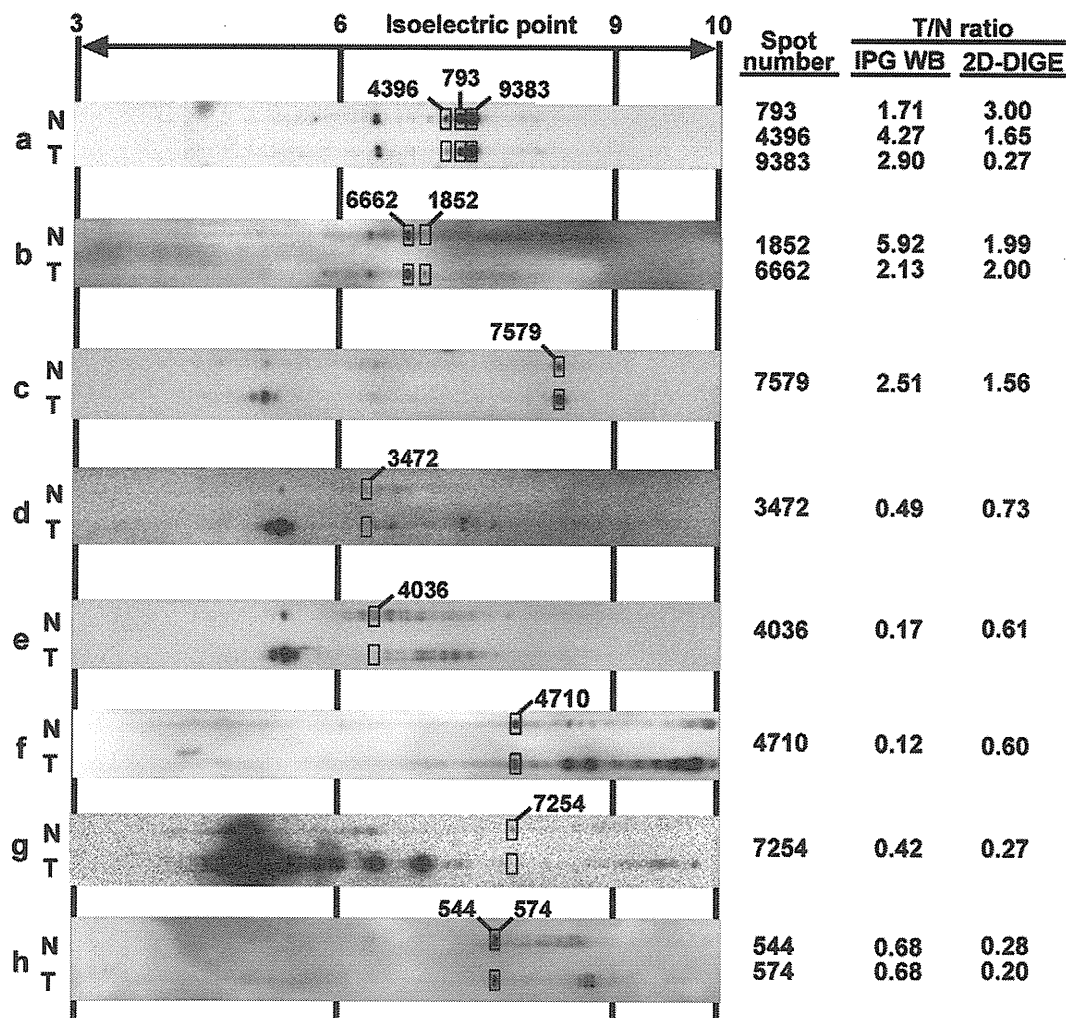 3 6 Isoelectric point 9 10
Spot number
T/N ratio
IPG WB 2D-DIGE
a
N
T
4396 793 9383
793 1.71 3.00
4396 4.27 1.65
9383 2.90 0.27
b
N
T
6662 1852
1852 5.92 1.99
6662 2.13 2.00
c
N
T
7579
7579 2.51 1.56
d
N
T
3472
3472 0.49 0.73
e
N
T
4036
4036 0.17 0.61
f
N
T
4710
4710 0.12 0.60
g
N
T
7254
7254 0.42 0.27
h
N
T
544 574
544 0.68 0.28
574 0.68 0.20